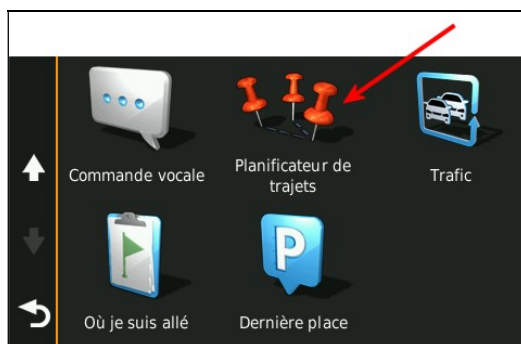 Commande vocale
Planificateur de
trajets
Trafic
Où je suis allé
P
Dernière place